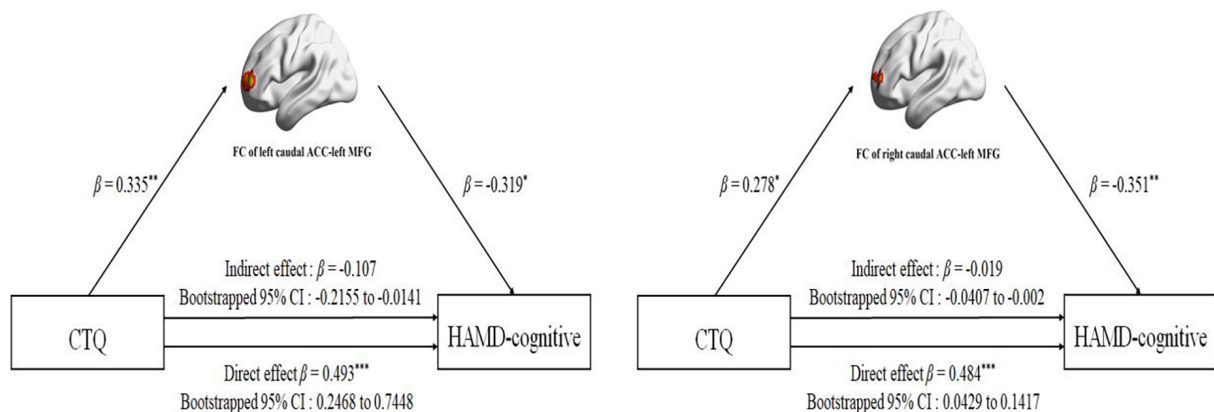 FC of left caudal ACC-left MFG
β = 0.335**
β = -0.319*
Indirect effect : β = -0.107
Bootstrapped 95% CI : -0.2155 to -0.0141
CTQ
HAMD-cognitive
Direct effect β = 0.493***
Bootstrapped 95% CI : 0.2468 to 0.7448
FC of right caudal ACC-left MFG
β = 0.278*
β = -0.351**
Indirect effect : β = -0.019
Bootstrapped 95% CI : -0.0407 to -0.002
CTQ
HAMD-cognitive
Direct effect β = 0.484***
Bootstrapped 95% CI : 0.0429 to 0.1417